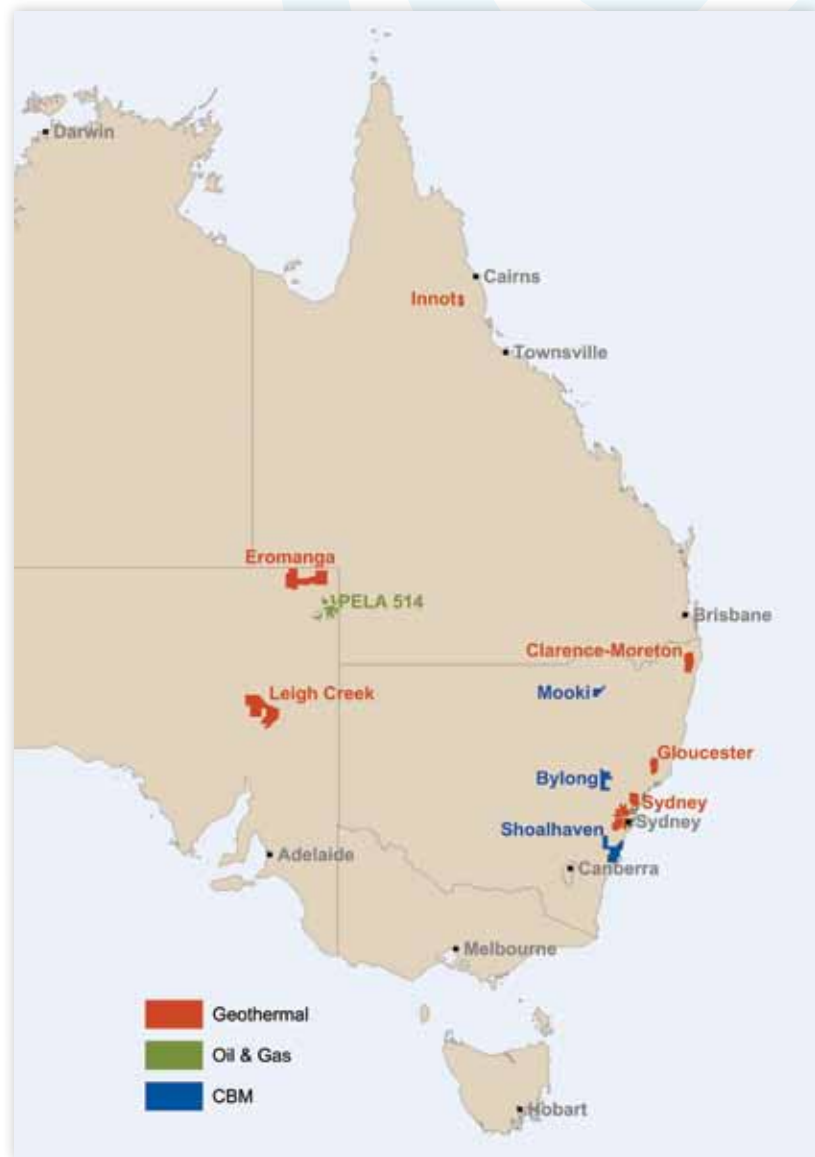 Darwin
Cairns
Innot
Townsville
Eromanga
PELA 514
Brisbane
Clarence-Moreton
Leigh Creek
Mooki
Gloucester
Bylong
Sydney
Sydney
Shoalhaven
Adelaide
Canberra
Melbourne
Geothermal
Oil & Gas
CBM
Hobart